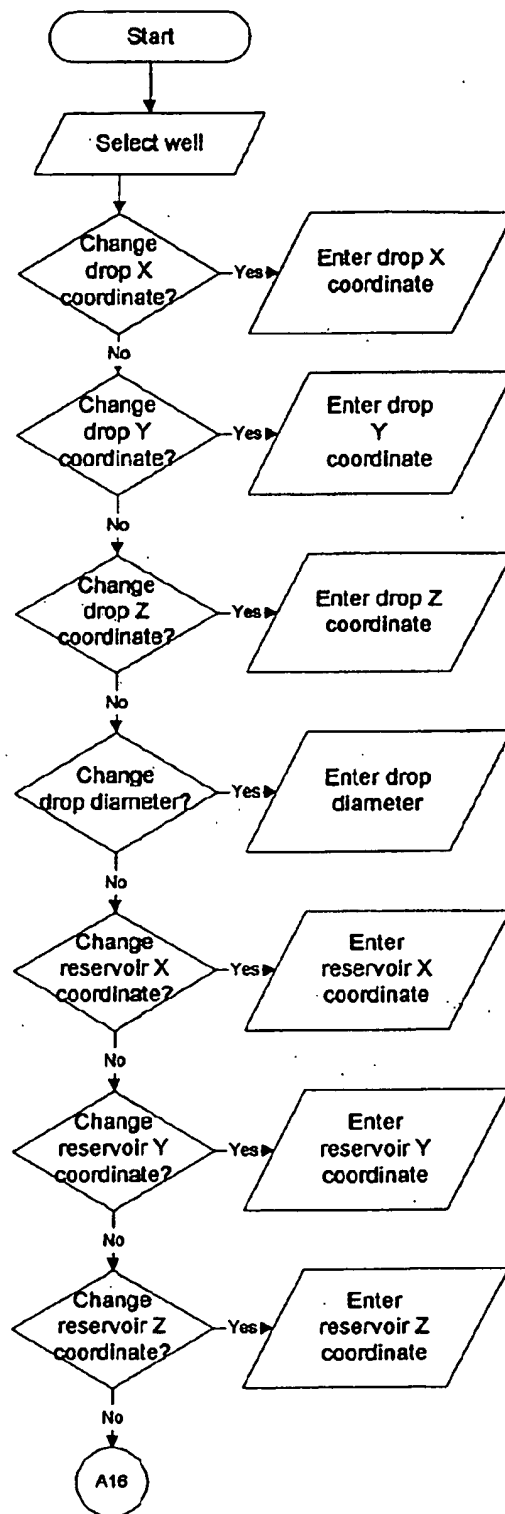 Start
Select well
Change
drop X
coordinate?
Yes
Enter drop X
coordinate
No
Change
drop Y
coordinate?
Yes
Enter drop
Y
coordinate
No
Change
drop Z
coordinate?
Yes
Enter drop Z
coordinate
No
Change
drop diameter?
Yes
Enter drop
diameter
No
Change
reservoir X
coordinate?
Yes
Enter
reservoir X
coordinate
No
Change
reservoir Y
coordinate?
Yes
Enter
reservoir Y
coordinate
No
Change
reservoir Z
coordinate?
Yes
Enter
reservoir Z
coordinate
No
A16